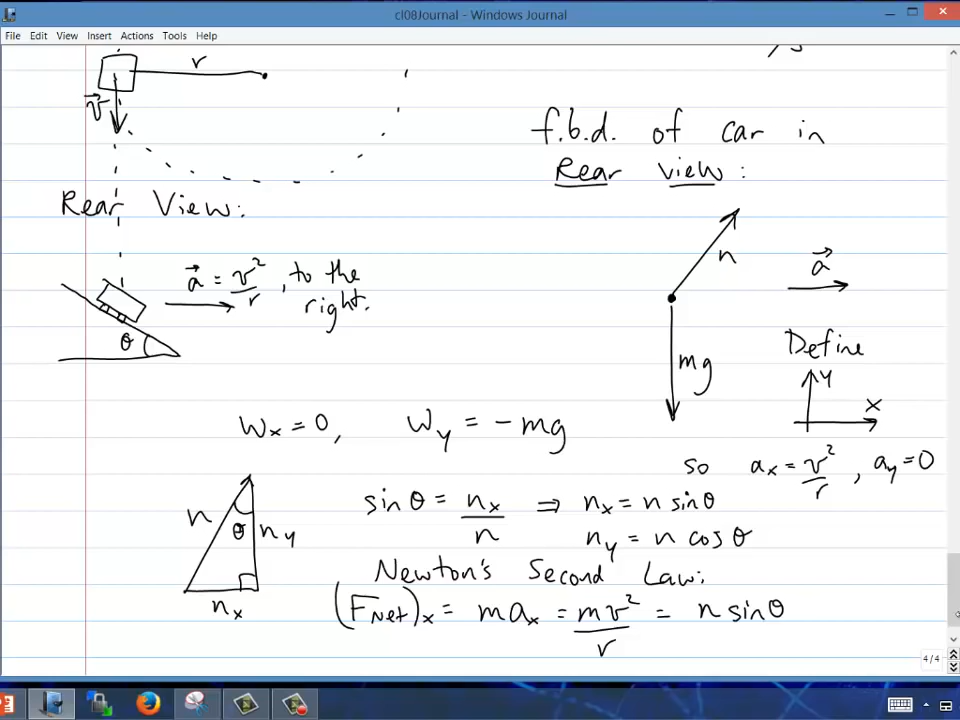 cl08Journal - Windows Journal
File Edit View Insert Actions Tools Help
r
v⃗
f.b.d. of car in
Rear view:
Rear View:
a⃗ = v²/r, to the
right.
θ
n
a⃗
mg
Define
y
x
Wx = 0, Wy = - mg
so ax = v²/r, ay = 0
n
θ
ny
nx
sin θ = nx/n ⇒ nx = n sin θ
ny = n cos θ
Newton's Second Law:
(FNet)x = max = mv²/r = n sin θ
4/4